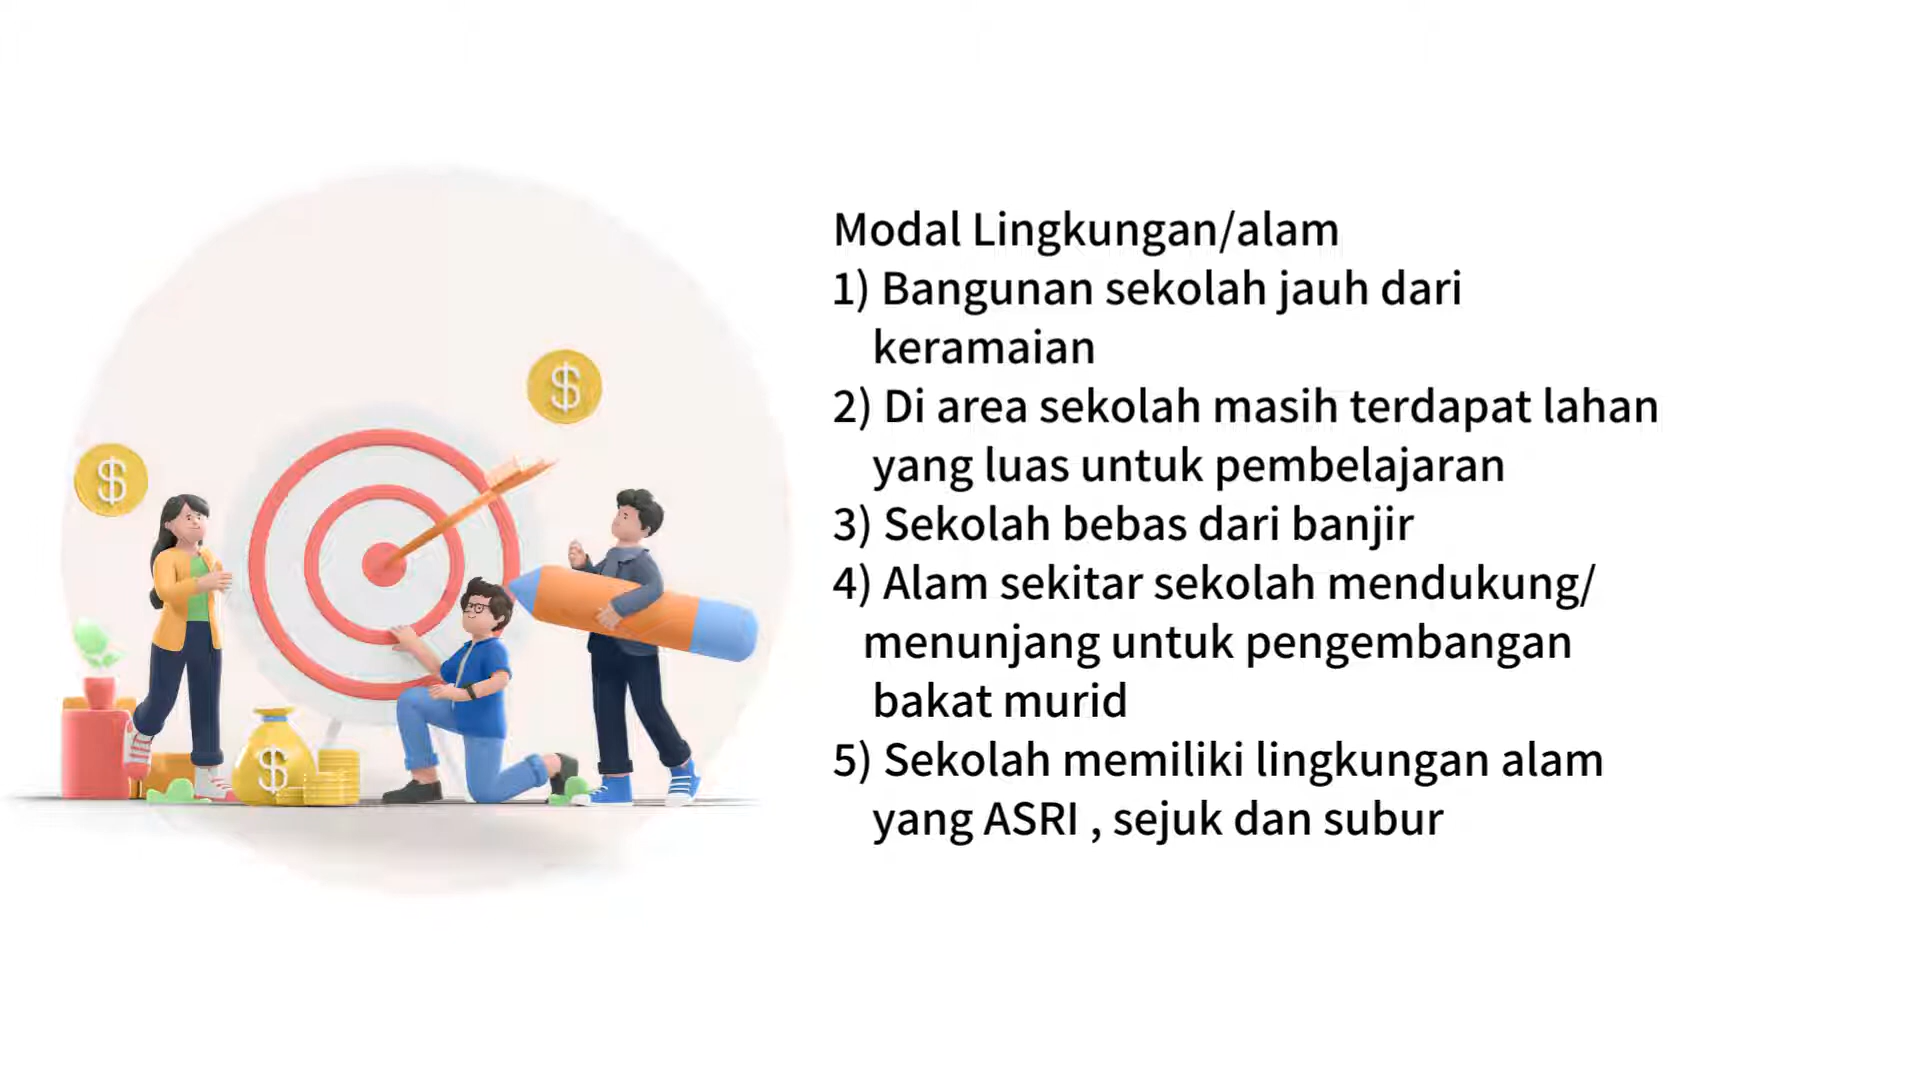 Modal Lingkungan/alam
1) Bangunan sekolah jauh dari
keramaian
2) Di area sekolah masih terdapat lahan
yang luas untuk pembelajaran
3) Sekolah bebas dari banjir
4) Alam sekitar sekolah mendukung/
menunjang untuk pengembangan
bakat murid
5) Sekolah memiliki lingkungan alam
yang ASRI , sejuk dan subur
$
$
$